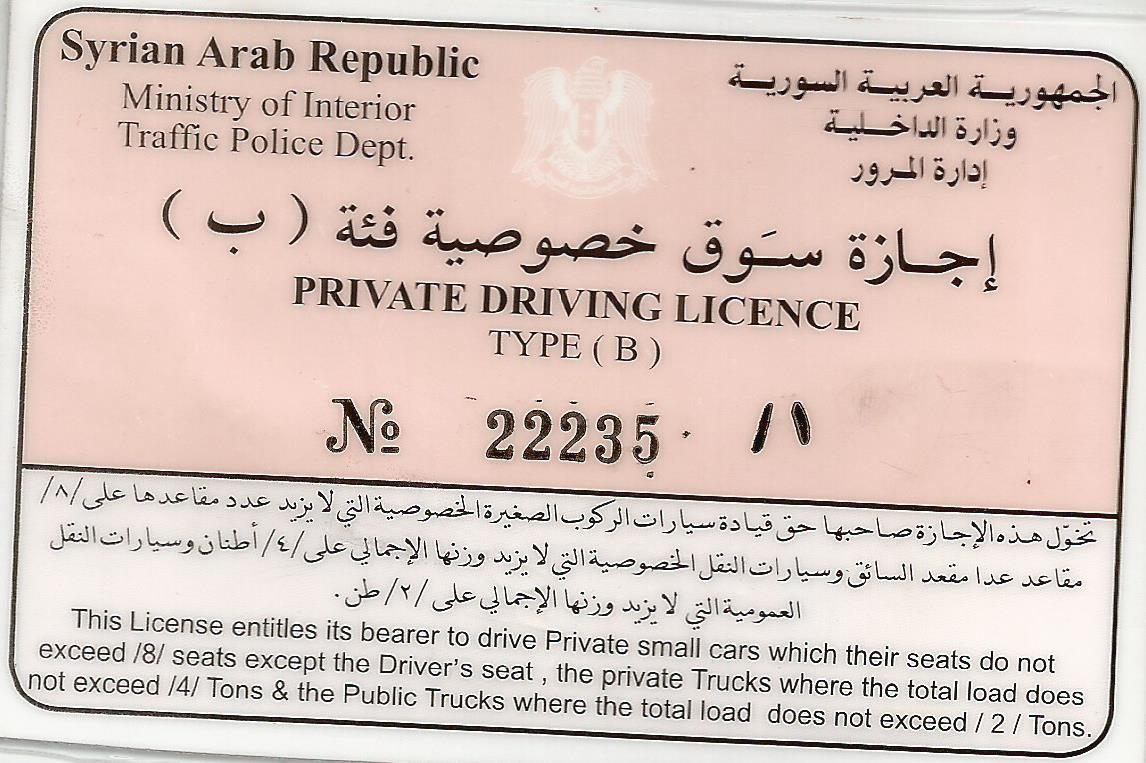 Syrian Arab Republic
Ministry of Interior
Traffic Police Dept.
الجمهورية العربية السورية
وزارة الداخلية
إدارة المرور
إجازة سَوق خصوصية فئة ( ب )
PRIVATE DRIVING LICENCE
TYPE ( B )
№ 22235 /١
تخوّل هذه الإجازة صاحبها حق قيادة سيارات الركوب الصغيرة الخصوصية التي لا يزيد عدد مقاعدها على /٨/
مقاعد عدا مقعد السائق وسيارات النقل الخصوصية التي لا يزيد وزنها الإجمالي على /٤/ أطنان وسيارات النقل
العمومية التي لا يزيد وزنها الإجمالي على /٢/ طن.
This License entitles its bearer to drive Private small cars which their seats do not
exceed /8/ seats except the Driver's seat , the private Trucks where the total load does
not exceed /4/ Tons & the Public Trucks where the total load does not exceed / 2 / Tons.